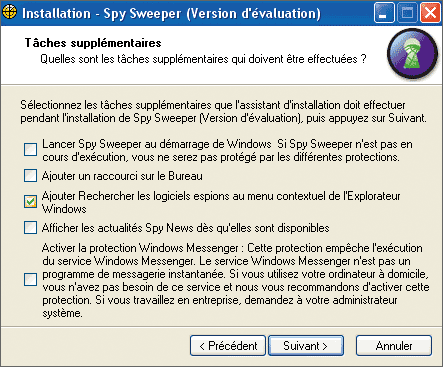 Installation - Spy Sweeper (Version d'évaluation)
Tâches supplémentaires
Quelles sont les tâches supplémentaires qui doivent être effectuées ?
Sélectionnez les tâches supplémentaires que l'assistant d'installation doit effectuer
pendant l'installation de Spy Sweeper (Version d'évaluation), puis appuyez sur Suivant.
Lancer Spy Sweeper au démarrage de Windows Si Spy Sweeper n'est pas en
cours d'exécution, vous ne serez pas protégé par les différentes protections.
Ajouter un raccourci sur le Bureau
Ajouter Rechercher les logiciels espions au menu contextuel de l'Explorateur
Windows
Afficher les actualités Spy News dès qu'elles sont disponibles
Activer la protection Windows Messenger : Cette protection empêche l'exécution
du service Windows Messenger. Le service Windows Messenger n'est pas un
programme de messagerie instantanée. Si vous utilisez votre ordinateur à domicile,
vous n'avez pas besoin de ce service et nous vous recommandons d'activer cette
protection. Si vous travaillez en entreprise, demandez à votre administrateur
système.
< Précédent
Suivant >
Annuler